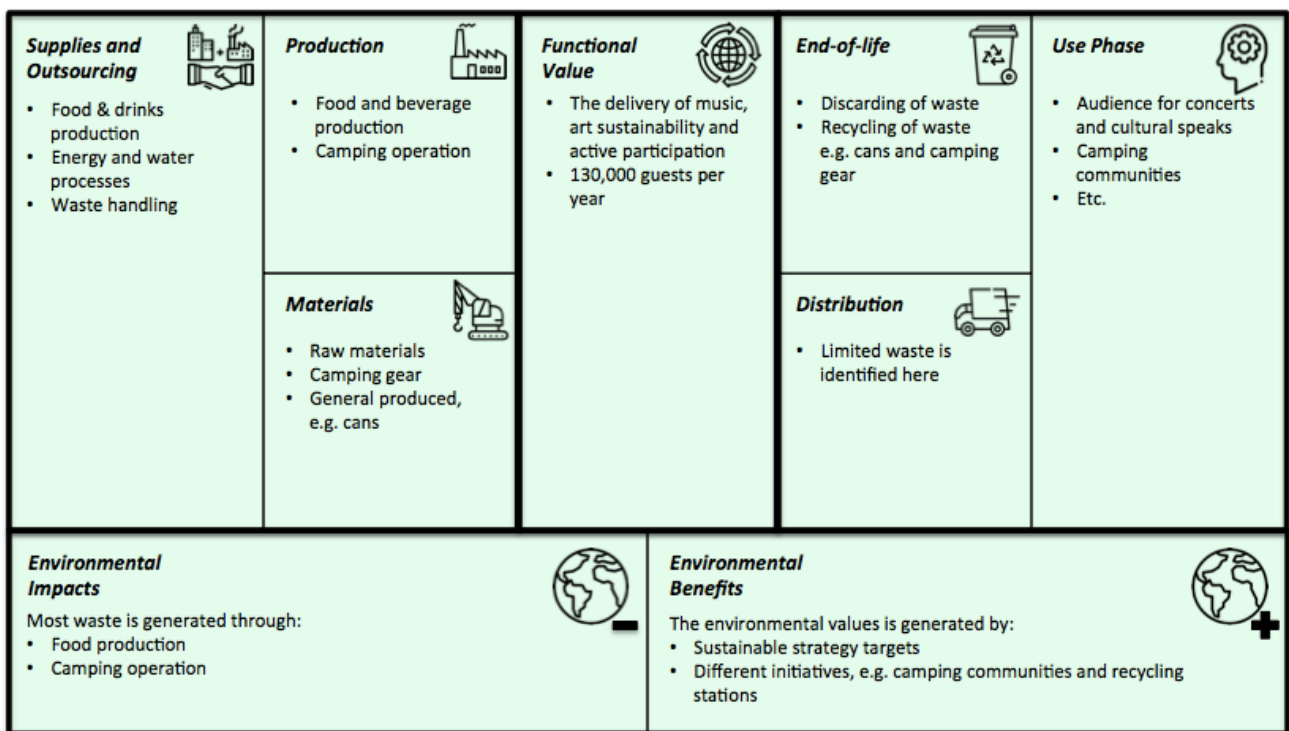 Supplies and
Outsourcing
• Food & drinks
production
• Energy and water
processes
• Waste handling
Production
• Food and beverage
production
• Camping operation
Materials
• Raw materials
• Camping gear
• General produced,
e.g. cans
Functional
Value
• The delivery of music,
art sustainability and
active participation
• 130,000 guests per
year
End-of-life
• Discarding of waste
• Recycling of waste
e.g. cans and camping
gear
Distribution
• Limited waste is
identified here
Use Phase
• Audience for concerts
and cultural speaks
• Camping
communities
• Etc.
Environmental
Impacts
Most waste is generated through:
• Food production
• Camping operation
Environmental
Benefits
The environmental values is generated by:
• Sustainable strategy targets
• Different initiatives, e.g. camping communities and recycling
stations